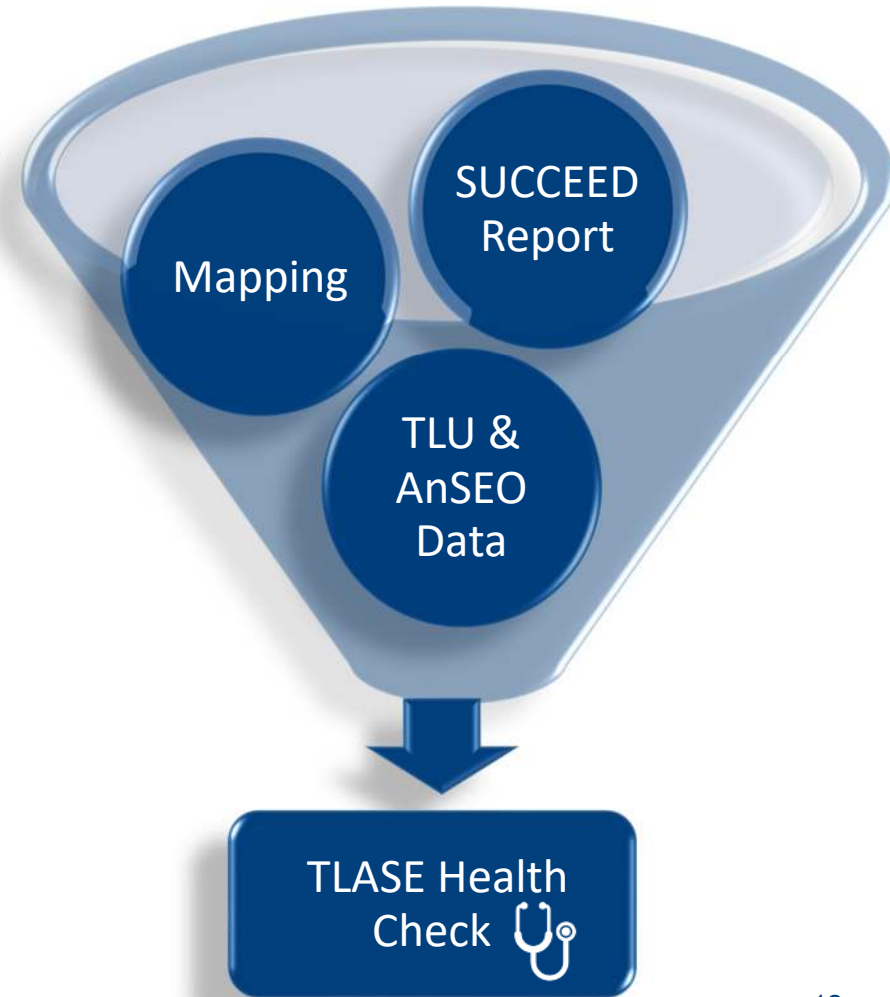 SUCCEED
Report
Mapping
TLU &
AnSEO
Data
TLASE Health
Check